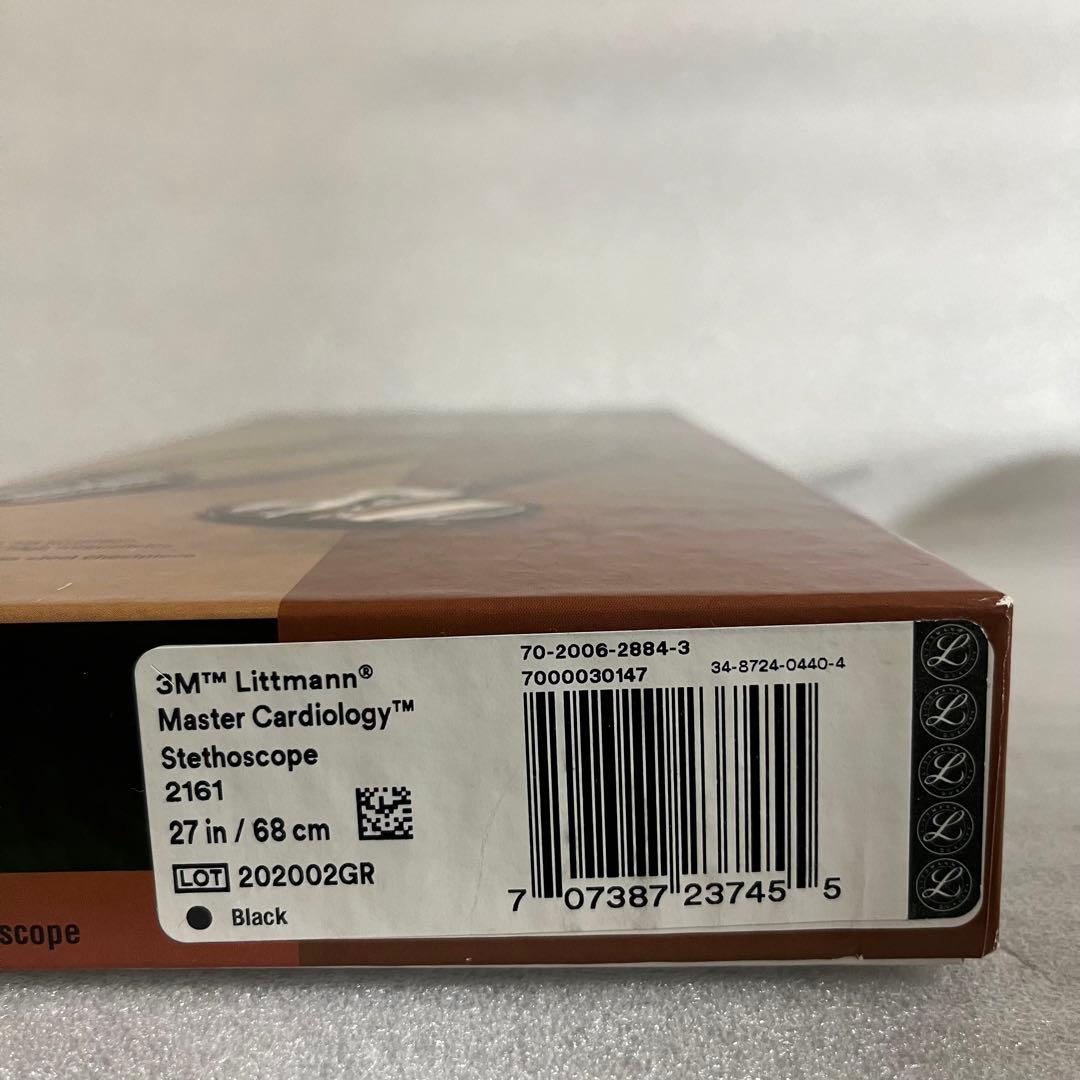 3M™ Littmann®
Master Cardiology™
Stethoscope
2161
27 in / 68 cm
LOT 202002GR
Black
70-2006-2884-3
7000030147
34-8724-0440-4
7 07387 23745 5
L
L
L
L
L
scope